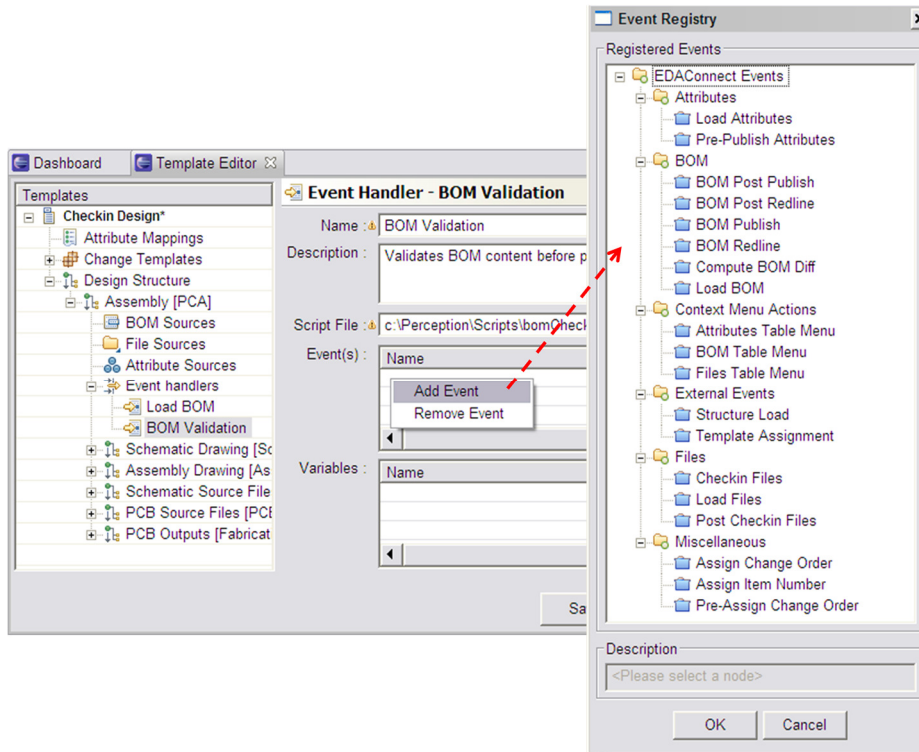 Event Registry
Registered Events
EDAConnect Events
Attributes
Load Attributes
Pre-Publish Attributes
BOM
BOM Post Publish
BOM Post Redline
BOM Publish
BOM Redline
Compute BOM Diff
Load BOM
Context Menu Actions
Attributes Table Menu
BOM Table Menu
Files Table Menu
External Events
Structure Load
Template Assignment
Files
Checkin Files
Load Files
Post Checkin Files
Miscellaneous
Assign Change Order
Assign Item Number
Pre-Assign Change Order
Description
<Please select a node>
OK Cancel
Dashboard Template Editor
Templates
Checkin Design*
Attribute Mappings
Change Templates
Design Structure
Assembly [PCA]
BOM Sources
File Sources
Attribute Sources
Event handlers
Load BOM
BOM Validation
Schematic Drawing [Sc
Assembly Drawing [As
Schematic Source File
PCB Source Files [PCB
PCB Outputs [Fabricat
Event Handler - BOM Validation
Name : BOM Validation
Description : Validates BOM content before p
Script File : c:\Perception\Scripts\bomCheck
Event(s) : Name
Add Event
Remove Event
Variables : Name
Sa